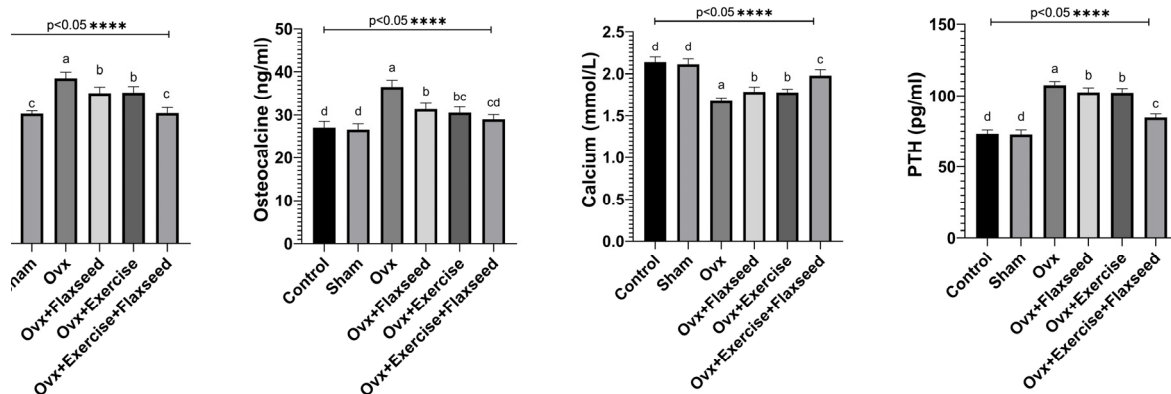 p<0.05 ****
c
a
b
b
c
Ovx
Ovx+Flaxseed
Ovx+Exercise
Ovx+Exercise+Flaxseed
p<0.05 ****
Osteocalcine (ng/ml)
50
40
30
20
10
0
d
d
a
b
bc
cd
Control
Sham
Ovx
Ovx+Flaxseed
Ovx+Exercise
Ovx+Exercise+Flaxseed
p<0.05 ****
Calcium (mmol/L)
2.5
2.0
1.5
1.0
0.5
0.0
d
d
a
b
b
c
Control
Sham
Ovx
Ovx+Flaxseed
Ovx+Exercise
Ovx+Exercise+Flaxseed
p<0.05 ****
PTH (pg/ml)
150
100
50
0
d
d
a
b
b
c
Control
Sham
Ovx
Ovx+Flaxseed
Ovx+Exercise
Ovx+Exercise+Flaxseed